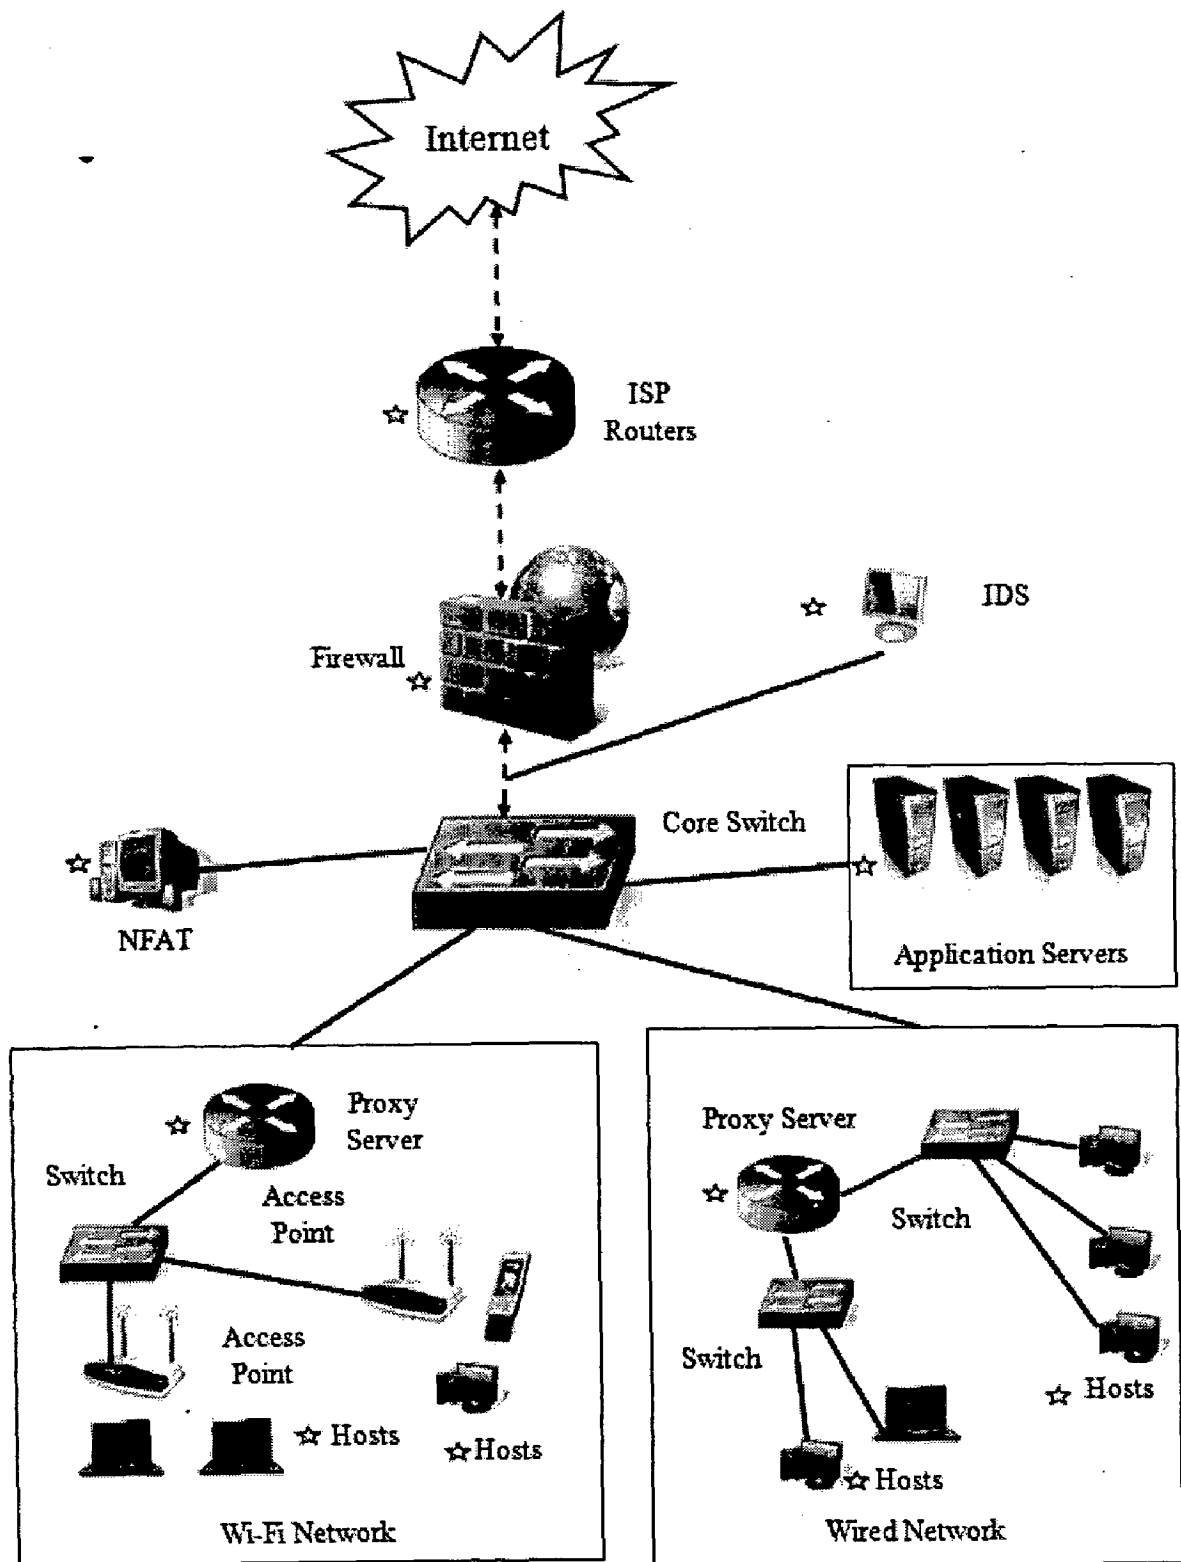 Internet
ISP
Routers
IDS
Firewall
Core Switch
NFAT
Application Servers
Proxy
Server
Switch
Access
Point
Access
Point
Hosts
Hosts
Wi-Fi Network
Proxy Server
Switch
Switch
Hosts
Hosts
Wired Network